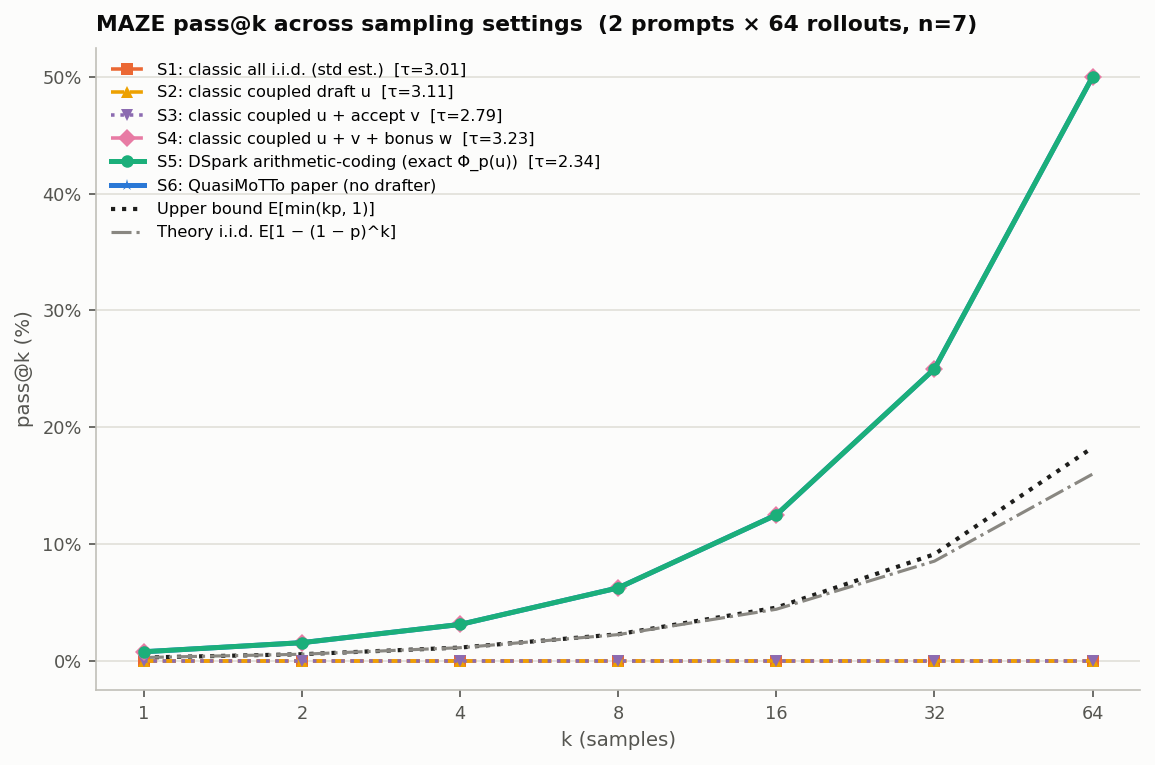 MAZE pass@k across sampling settings  (2 prompts × 64 rollouts, n=7)
S1: classic all i.i.d. (std est.)  [τ=3.01]
S2: classic coupled draft u  [τ=3.11]
S3: classic coupled u + accept v  [τ=2.79]
S4: classic coupled u + v + bonus w  [τ=3.23]
S5: DSpark arithmetic-coding (exact Φ_p(u))  [τ=2.34]
S6: QuasiMoTTo paper (no drafter)
Upper bound E[min(kp, 1)]
Theory i.i.d. E[1 − (1 − p)^k]
pass@k (%)
50%
40%
30%
20%
10%
0%
1 2 4 8 16 32 64
k (samples)